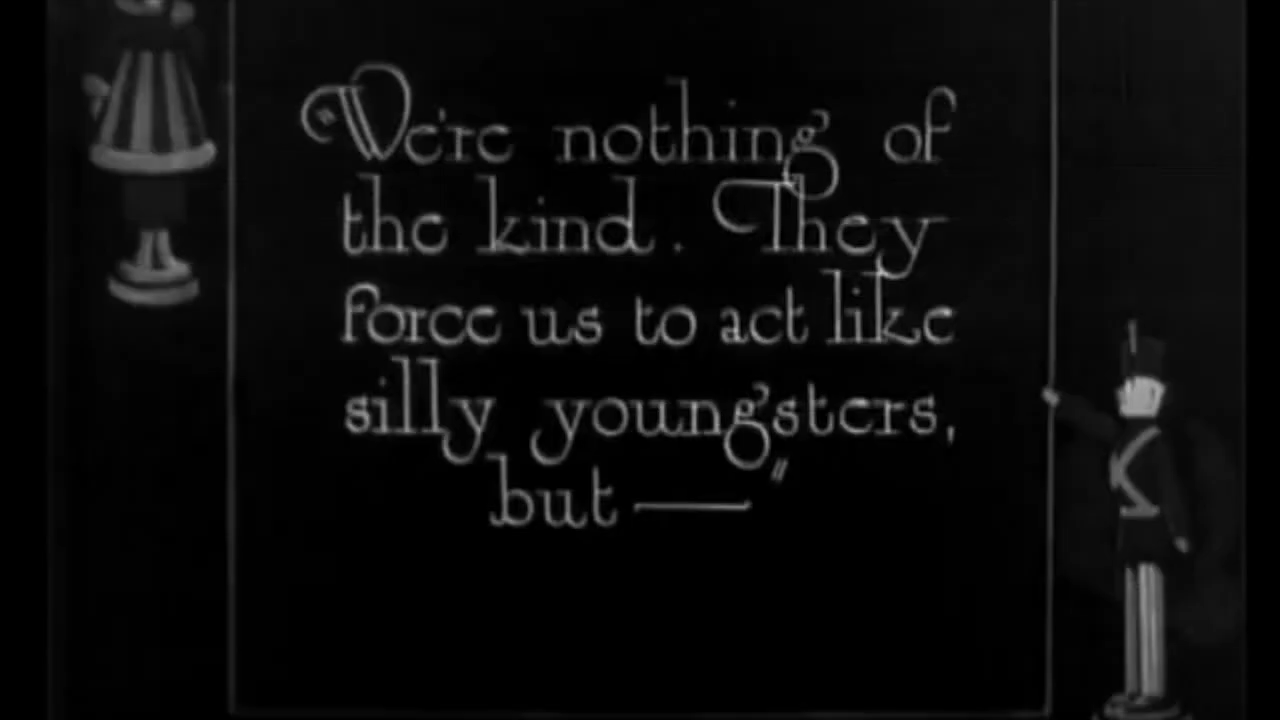 "We're nothing of
the kind. They
force us to act like
silly youngsters,
but —"